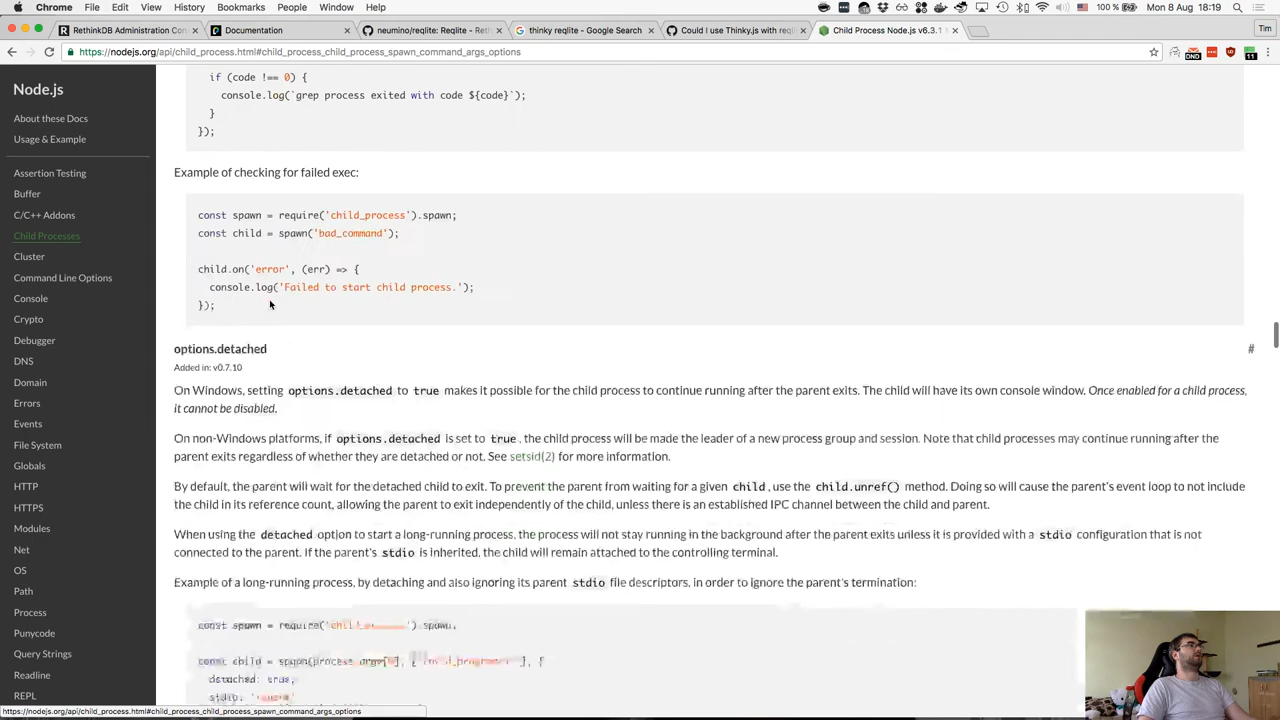 Chrome File Edit View History Bookmarks People Window Help 100 % Mon 8 Aug 18:19
RethinkDB Administration Con Documentation neumino/reqlite: Reqlite - Ret thinky reqlite - Google Search Could I use Thinky.js with req Child Process Node.js v6.3.1 Tim
https://nodejs.org/api/child_process.html#child_process_child_process_spawn_command_args_options
Node.js
About these Docs
Usage & Example
Assertion Testing
Buffer
C/C++ Addons
Child Processes
Cluster
Command Line Options
Console
Crypto
Debugger
DNS
Domain
Errors
Events
File System
Globals
HTTP
HTTPS
Modules
Net
OS
Path
Process
Punycode
Query Strings
Readline
REPL
if (code !== 0) {
console.log(`grep process exited with code ${code}`);
}
});
Example of checking for failed exec:
const spawn = require('child_process').spawn;
const child = spawn('bad_command');
child.on('error', (err) => {
console.log('Failed to start child process.');
});
options.detached #
Added in: v0.7.10
On Windows, setting options.detached to true makes it possible for the child process to continue running after the parent exits. The child will have its own console window. Once enabled for a child process,
it cannot be disabled.
On non-Windows platforms, if options.detached is set to true, the child process will be made the leader of a new process group and session. Note that child processes may continue running after the
parent exits regardless of whether they are detached or not. See setsid(2) for more information.
By default, the parent will wait for the detached child to exit. To prevent the parent from waiting for a given child, use the child.unref() method. Doing so will cause the parent's event loop to not include
the child in its reference count, allowing the parent to exit independently of the child, unless there is an established IPC channel between the child and parent.
When using the detached option to start a long-running process, the process will not stay running in the background after the parent exits unless it is provided with a stdio configuration that is not
connected to the parent. If the parent's stdio is inherited, the child will remain attached to the controlling terminal.
Example of a long-running process, by detaching and also ignoring its parent stdio file descriptors, in order to ignore the parent's termination:
const spawn = require(
const child = spawn(process
detached: true,
stdio:
https://nodejs.org/api/child_process.html#child_process_child_process_spawn_command_args_options